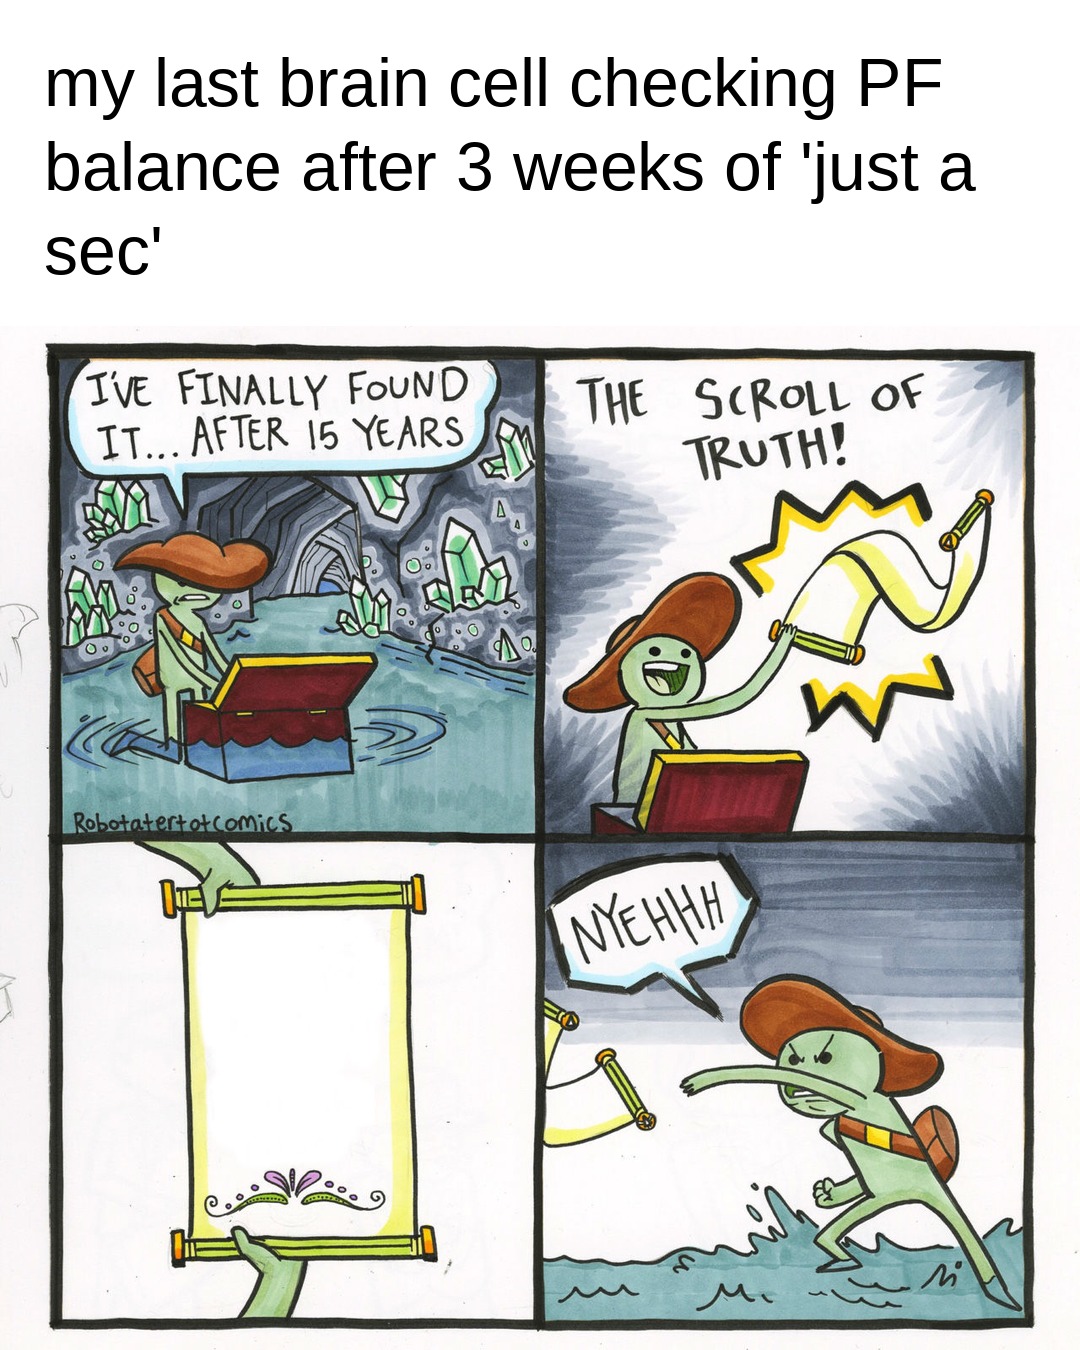 my last brain cell checking PF
balance after 3 weeks of 'just a
sec'
I'VE FINALLY FOUND
IT... AFTER 15 YEARS
THE SCROLL OF
TRUTH!
Robotatertotcomics
NYEHHH